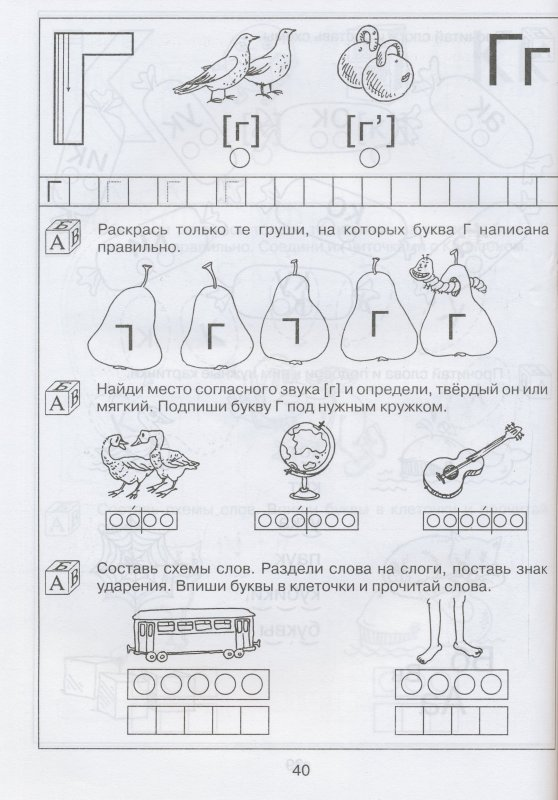 Г
Гг
[г] [г’]
Г Г Г Г
Б
А В
Раскрась только те груши, на которых буква Г написана
правильно.
Г Г Г
Б
А В
Найди место согласного звука [г] и определи, твёрдый он или
мягкий. Подпиши букву Г под нужным кружком.
Б
А В
Составь схемы слов. Раздели слова на слоги, поставь знак
ударения. Впиши буквы в клеточки и прочитай слова.
40